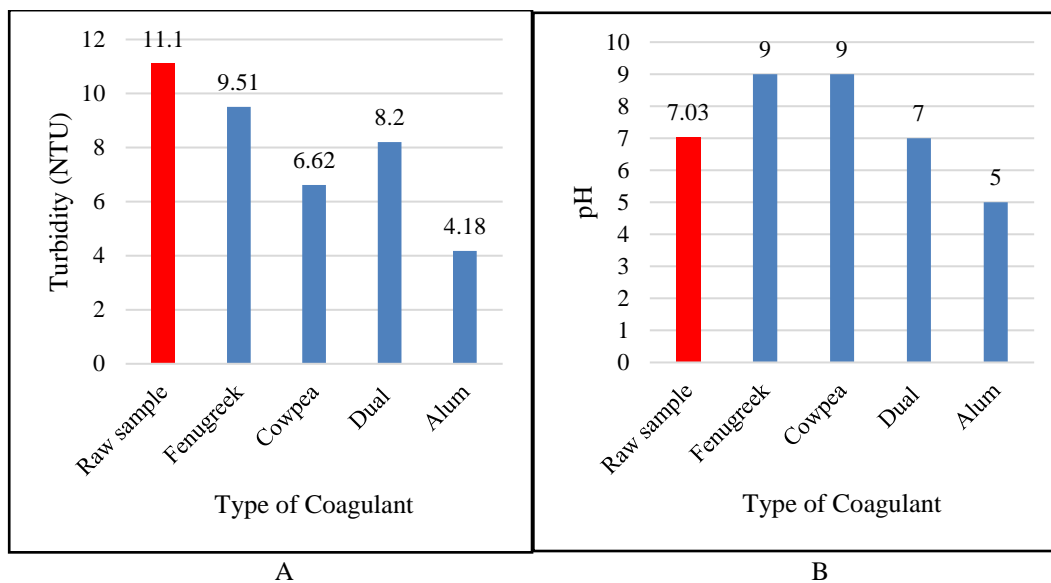 12
11.1
10
9.51
8.2
8
6.62
6
4.18
4
2
0
Turbidity (NTU)
Raw sample
Fenugreek
Cowpea
Dual
Alum
Type of Coagulant
A
10
9
9
9
8
7.03
7
7
6
5
5
4
3
2
1
0
pH
Raw sample
Fenugreek
Cowpea
Dual
Alum
Type of Coagulant
B